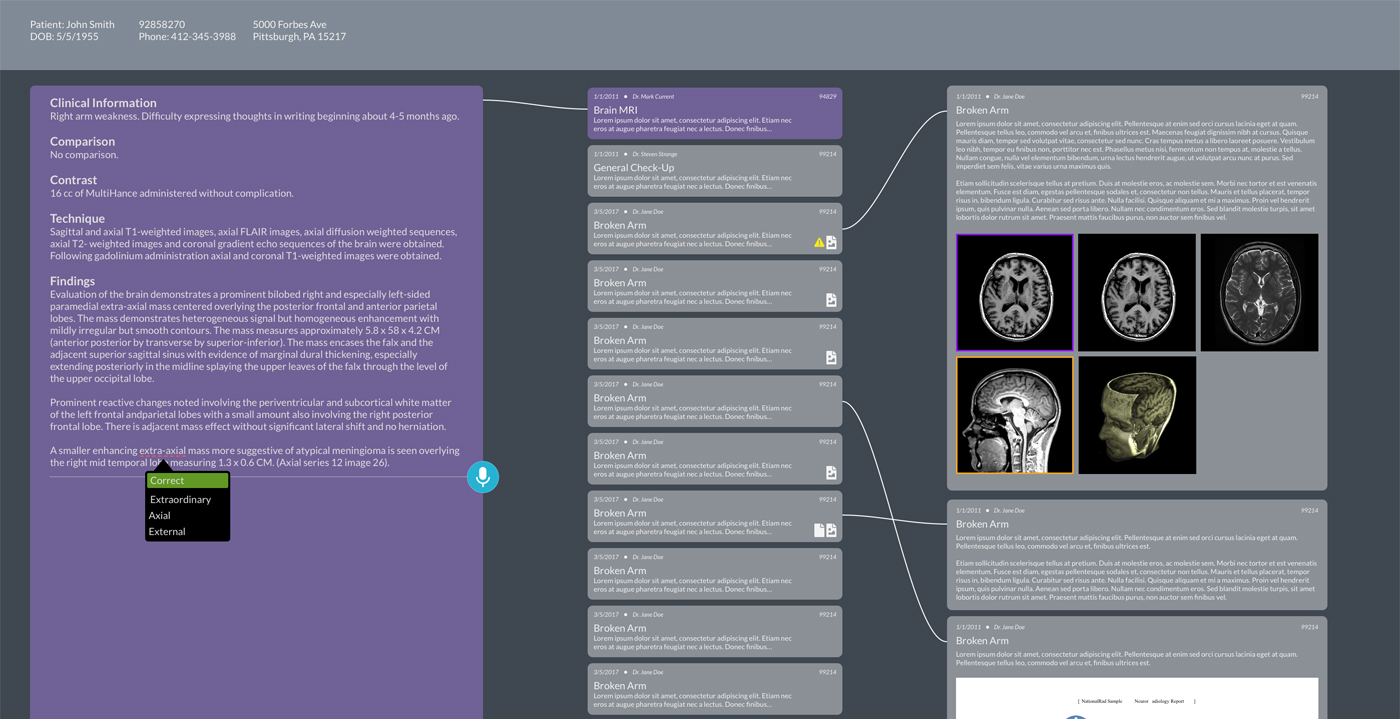 Patient: John Smith
DOB: 5/5/1955
92858270
Phone: 412-345-3988
5000 Forbes Ave
Pittsburgh, PA 15217
Clinical Information
Right arm weakness. Difficulty expressing thoughts in writing beginning about 4-5 months ago.
Comparison
No comparison.
Contrast
16 cc of MultiHance administered without complication.
Technique
Sagittal and axial T1-weighted images, axial FLAIR images, axial diffusion weighted sequences,
axial T2- weighted images and coronal gradient echo sequences of the brain were obtained.
Following gadolinium administration axial and coronal T1-weighted images were obtained.
Findings
Evaluation of the brain demonstrates a prominent bilobed right and especially left-sided
paramedial extra-axial mass centered overlying the posterior frontal and anterior parietal
lobes. The mass demonstrates heterogeneous signal but homogeneous enhancement with
mildly irregular but smooth contours. The mass measures approximately 5.8 x 58 x 4.2 CM
(anterior posterior by transverse by superior-inferior). The mass encases the falx and the
adjacent superior sagittal sinus with evidence of marginal dural thickening, especially
extending posteriorly in the midline splaying the upper leaves of the falx through the level of
the upper occipital lobe.
Prominent reactive changes noted involving the periventricular and subcortical white matter
of the left frontal andparietal lobes with a small amount also involving the right posterior
frontal lobe. There is adjacent mass effect without significant lateral shift and no herniation.
A smaller enhancing extra-axial mass more suggestive of atypical meningioma is seen overlying
the right mid temporal measuring 1.3 x 0.6 CM. (Axial series 12 image 26).
Correct
Extraordinary
Axial
External
1/1/2011 • Dr. Mark Current 94829
Brain MRI
Lorem ipsum dolor sit amet, consectetur adipiscing elit. Etiam nec
eros at augue pharetra feugiat nec a lectus. Donec finibus...
1/1/2011 • Dr. Steven Strange 99214
General Check-Up
Lorem ipsum dolor sit amet, consectetur adipiscing elit. Etiam nec
eros at augue pharetra feugiat nec a lectus. Donec finibus...
3/5/2017 • Dr. Jane Doe 99214
Broken Arm
Lorem ipsum dolor sit amet, consectetur adipiscing elit. Etiam nec
eros at augue pharetra feugiat nec a lectus. Donec finibus...
3/5/2017 • Dr. Jane Doe 99214
Broken Arm
Lorem ipsum dolor sit amet, consectetur adipiscing elit. Etiam nec
eros at augue pharetra feugiat nec a lectus. Donec finibus...
3/5/2017 • Dr. Jane Doe 99214
Broken Arm
Lorem ipsum dolor sit amet, consectetur adipiscing elit. Etiam nec
eros at augue pharetra feugiat nec a lectus. Donec finibus...
3/5/2017 • Dr. Jane Doe 99214
Broken Arm
Lorem ipsum dolor sit amet, consectetur adipiscing elit. Etiam nec
eros at augue pharetra feugiat nec a lectus. Donec finibus...
3/5/2017 • Dr. Jane Doe 99214
Broken Arm
Lorem ipsum dolor sit amet, consectetur adipiscing elit. Etiam nec
eros at augue pharetra feugiat nec a lectus. Donec finibus...
3/5/2017 • Dr. Jane Doe 99214
Broken Arm
Lorem ipsum dolor sit amet, consectetur adipiscing elit. Etiam nec
eros at augue pharetra feugiat nec a lectus. Donec finibus...
3/5/2017 • Dr. Jane Doe 99214
Broken Arm
Lorem ipsum dolor sit amet, consectetur adipiscing elit. Etiam nec
eros at augue pharetra feugiat nec a lectus. Donec finibus...
3/5/2017 • Dr. Jane Doe 99214
Broken Arm
Lorem ipsum dolor sit amet, consectetur adipiscing elit. Etiam nec
eros at augue pharetra feugiat nec a lectus. Donec finibus...
3/5/2017 • Dr. Jane Doe 99214
Broken Arm
Lorem ipsum dolor sit amet, consectetur adipiscing elit. Etiam nec
eros at augue pharetra feugiat nec a lectus. Donec finibus...
1/1/2011 • Dr. Jane Doe 99214
Broken Arm
Lorem ipsum dolor sit amet, consectetur adipiscing elit. Pellentesque at enim sed orci cursus lacinia eget at quam.
Pellentesque tellus leo, commodo vel arcu et, finibus ultrices est. Maecenas feugiat dignissim nibh at cursus. Quisque
mauris diam, efficitur sed volutpat vitae, consectetur sed nunc. Cras tempus metus a libero laoreet posuere. Vestibulum
leo nibh, tempor eu finibus non, porttitor nec est. Phasellus metus nisi, fermentum non tempus at, molestie a tellus.
Nullam congue, nulla vel elementum bibendum, urna lectus hendrerit augue, ut volutpat arcu nunc at purus. Sed
imperdiet sem felis, vitae varius urna maximus quis.
Etiam sollicitudin scelerisque tellus at pretium. Duis at molestie eros, ac molestie sem. Morbi nec tortor et est venenatis
elementum. Fusce est diam, egestas pellentesque sodales et, consectetur non tellus. Mauris et tellus placerat, tempor
risus in, bibendum ligula. Curabitur sed risus ante. Nulla facilisi. Quisque aliquam et mi a maximus. Proin vel hendrerit
ipsum, quis pulvinar nulla. Aenean sed porta libero. Nullam nec condimentum eros. Sed blandit molestie turpis, sit amet
lobortis dolor rutrum sit amet. Praesent mattis faucibus purus, non auctor sem finibus vel.
1/1/2011 • Dr. Jane Doe 99214
Broken Arm
Lorem ipsum dolor sit amet, consectetur adipiscing elit. Pellentesque at enim sed orci cursus lacinia eget at quam.
Pellentesque tellus leo, commodo vel arcu et, finibus ultrices est.
Etiam sollicitudin scelerisque tellus at pretium. Duis at molestie eros, ac molestie sem. Morbi nec tortor et est venenatis
elementum. Fusce est diam, egestas pellentesque sodales et, consectetur non tellus. Mauris et tellus placerat, tempor
risus in, bibendum ligula. Curabitur sed risus ante. Nulla facilisi. Quisque aliquam et mi a maximus. Proin vel hendrerit
ipsum, quis pulvinar nulla. Aenean sed porta libero. Nullam nec condimentum eros. Sed blandit molestie turpis, sit amet
lobortis dolor rutrum sit amet. Praesent mattis faucibus purus, non auctor sem finibus vel.
1/1/2011 • Dr. Jane Doe 99214
Broken Arm
Lorem ipsum dolor sit amet, consectetur adipiscing elit. Pellentesque at enim sed orci cursus lacinia eget at quam.
Pellentesque tellus leo, commodo vel arcu et, finibus ultrices est.
[ NationalRad Sample Neuror adiology Report ]